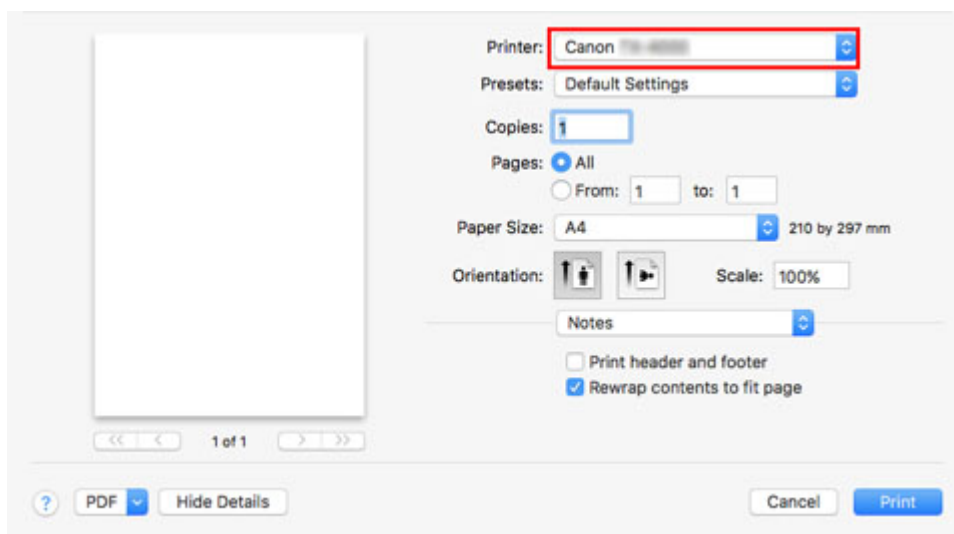 Printer: Canon
Presets: Default Settings
Copies: 1
Pages: All
From: 1 to: 1
Paper Size: A4 210 by 297 mm
Orientation: Scale: 100%
Notes
Print header and footer
Rewrap contents to fit page
<< < 1 of 1 > >>
? PDF Hide Details Cancel Print